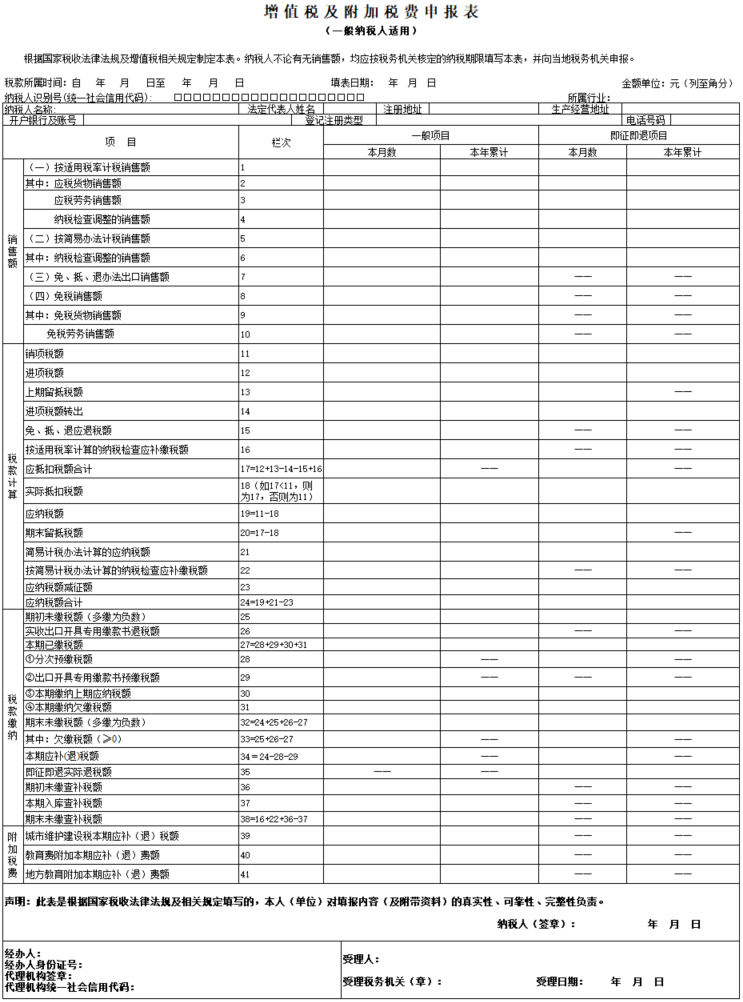 增值税及附加税费申报表
（一般纳税人适用）
根据国家税收法律法规及增值税相关规定制定本表。纳税人不论有无销售额，均应按税务机关核定的纳税期限填写本表，并向当地税务机关申报。
税款所属时间：自　年　月　日至　年　月　日　填表日期：　年　月　日　金额单位：元（列至角分）
纳税人识别号(统一社会信用代码)：□□□□□□□□□□□□□□□□□□□□　所属行业：
纳税人名称：　法定代表人姓名　注册地址　生产经营地址
开户银行及账号　登记注册类型　电话号码
项　目　栏次　一般项目　即征即退项目
本月数　本年累计　本月数　本年累计
销售额
（一）按适用税率计税销售额　1
其中：应税货物销售额　2
应税劳务销售额　3
纳税检查调整的销售额　4
（二）按简易办法计税销售额　5
其中：纳税检查调整的销售额　6
（三）免、抵、退办法出口销售额　7　——　——
（四）免税销售额　8　——　——
其中：免税货物销售额　9　——　——
免税劳务销售额　10　——　——
税款计算
销项税额　11
进项税额　12
上期留抵税额　13　——
进项税额转出　14
免、抵、退应退税额　15　——　——
按适用税率计算的纳税检查应补缴税额　16　——　——
应抵扣税额合计　17=12+13-14-15+16　——　——
实际抵扣税额　18（如17<11，则
为17，否则为11）
应纳税额　19=11-18
期末留抵税额　20=17-18　——
简易计税办法计算的应纳税额　21
按简易计税办法计算的纳税检查应补缴税额　22　——　——
应纳税额减征额　23
应纳税额合计　24=19+21-23
税款缴纳
期初未缴税额（多缴为负数）　25
实收出口开具专用缴款书退税额　26　——　——
本期已缴税额　27=28+29+30+31
①分次预缴税额　28　——　——
②出口开具专用缴款书预缴税额　29　——　——　——
③本期缴纳上期应纳税额　30
④本期缴纳欠缴税额　31
期末未缴税额（多缴为负数）　32=24+25+26-27
其中：欠缴税额（≥0）　33=25+26-27　——　——
本期应补(退)税额　34＝24-28-29　——　——
即征即退实际退税额　35　——　——
期初未缴查补税额　36　——　——
本期入库查补税额　37　——　——
期末未缴查补税额　38=16+22+36-37　——　——
附加税费
城市维护建设税本期应补（退）税额　39　——　——
教育费附加本期应补（退）费额　40　——　——
地方教育附加本期应补（退）费额　41　——　——
声明：此表是根据国家税收法律法规及相关规定填写的，本人（单位）对填报内容（及附带资料）的真实性、可靠性、完整性负责。
纳税人（签章）：　年　月　日
经办人：
经办人身份证号：
代理机构签章：
代理机构统一社会信用代码：
受理人：
受理税务机关（章）：　受理日期：　年　月　日